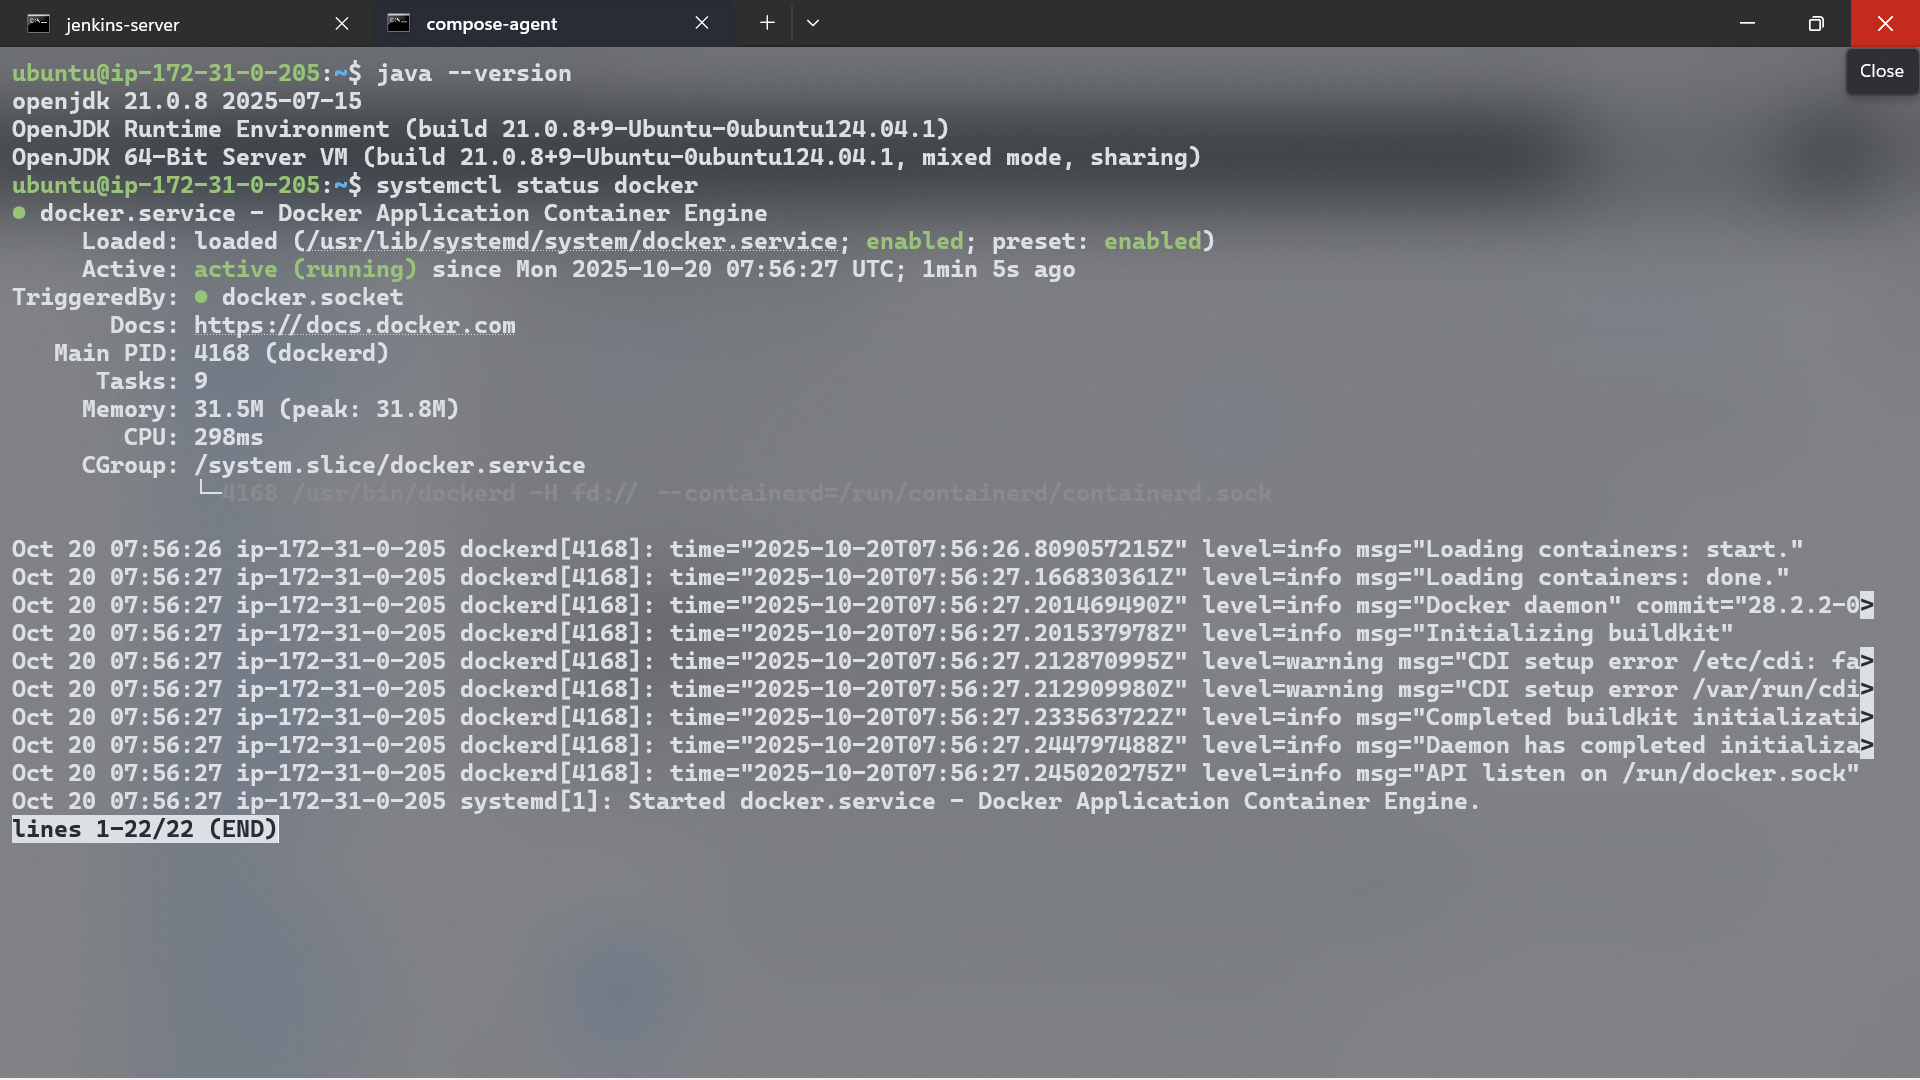 jenkins-server
compose-agent
Close
ubuntu@ip-172-31-0-205:~$ java --version
openjdk 21.0.8 2025-07-15
OpenJDK Runtime Environment (build 21.0.8+9-Ubuntu-0ubuntu124.04.1)
OpenJDK 64-Bit Server VM (build 21.0.8+9-Ubuntu-0ubuntu124.04.1, mixed mode, sharing)
ubuntu@ip-172-31-0-205:~$ systemctl status docker
● docker.service - Docker Application Container Engine
Loaded: loaded (/usr/lib/systemd/system/docker.service; enabled; preset: enabled)
Active: active (running) since Mon 2025-10-20 07:56:27 UTC; 1min 5s ago
TriggeredBy: ● docker.socket
Docs: https://docs.docker.com
Main PID: 4168 (dockerd)
Tasks: 9
Memory: 31.5M (peak: 31.8M)
CPU: 298ms
CGroup: /system.slice/docker.service
└─4168 /usr/bin/dockerd -H fd:// --containerd=/run/containerd/containerd.sock
Oct 20 07:56:26 ip-172-31-0-205 dockerd[4168]: time="2025-10-20T07:56:26.809057215Z" level=info msg="Loading containers: start."
Oct 20 07:56:27 ip-172-31-0-205 dockerd[4168]: time="2025-10-20T07:56:27.166830361Z" level=info msg="Loading containers: done."
Oct 20 07:56:27 ip-172-31-0-205 dockerd[4168]: time="2025-10-20T07:56:27.201469490Z" level=info msg="Docker daemon" commit="28.2.2-0>
Oct 20 07:56:27 ip-172-31-0-205 dockerd[4168]: time="2025-10-20T07:56:27.201537978Z" level=info msg="Initializing buildkit"
Oct 20 07:56:27 ip-172-31-0-205 dockerd[4168]: time="2025-10-20T07:56:27.212870995Z" level=warning msg="CDI setup error /etc/cdi: fa>
Oct 20 07:56:27 ip-172-31-0-205 dockerd[4168]: time="2025-10-20T07:56:27.212909980Z" level=warning msg="CDI setup error /var/run/cdi>
Oct 20 07:56:27 ip-172-31-0-205 dockerd[4168]: time="2025-10-20T07:56:27.233563722Z" level=info msg="Completed buildkit initializati>
Oct 20 07:56:27 ip-172-31-0-205 dockerd[4168]: time="2025-10-20T07:56:27.244797488Z" level=info msg="Daemon has completed initializa>
Oct 20 07:56:27 ip-172-31-0-205 dockerd[4168]: time="2025-10-20T07:56:27.245020275Z" level=info msg="API listen on /run/docker.sock"
Oct 20 07:56:27 ip-172-31-0-205 systemd[1]: Started docker.service - Docker Application Container Engine.
lines 1-22/22 (END)